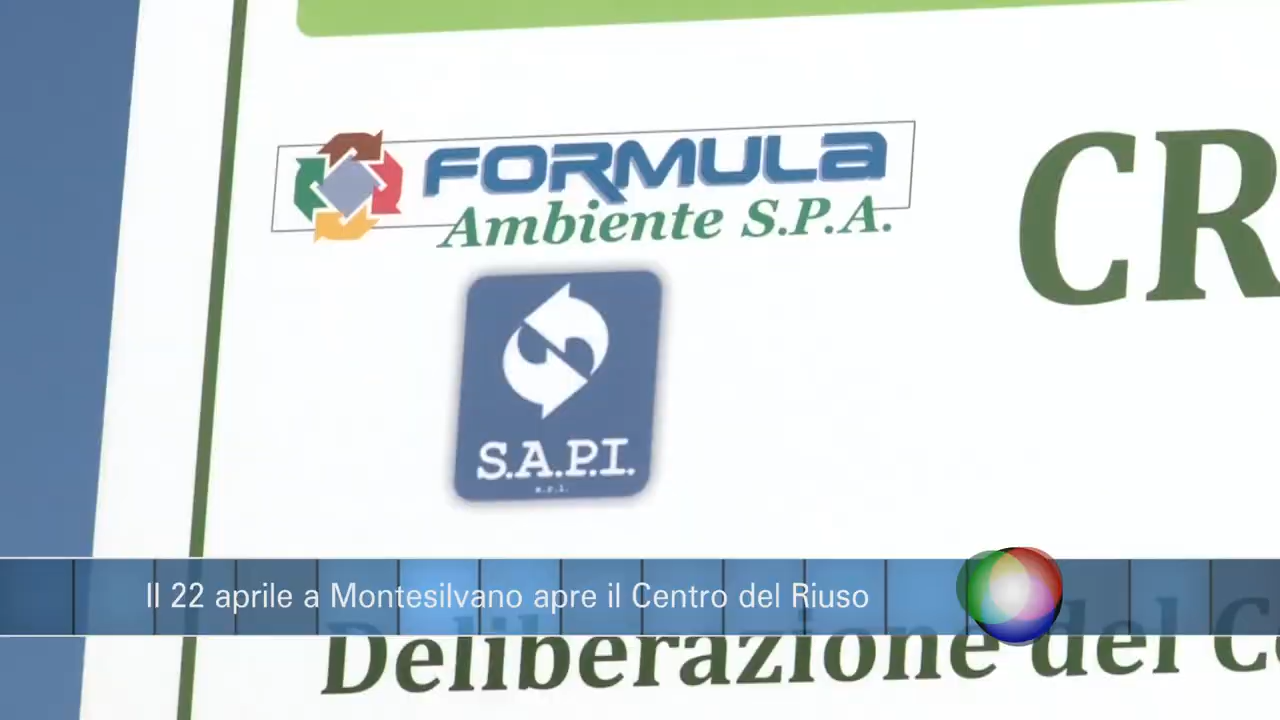 FORMULA
Ambiente S.P.A.
CR
S.A.P.I.
s.r.l.
Il 22 aprile a Montesilvano apre il Centro del Riuso
Deliberazione del C